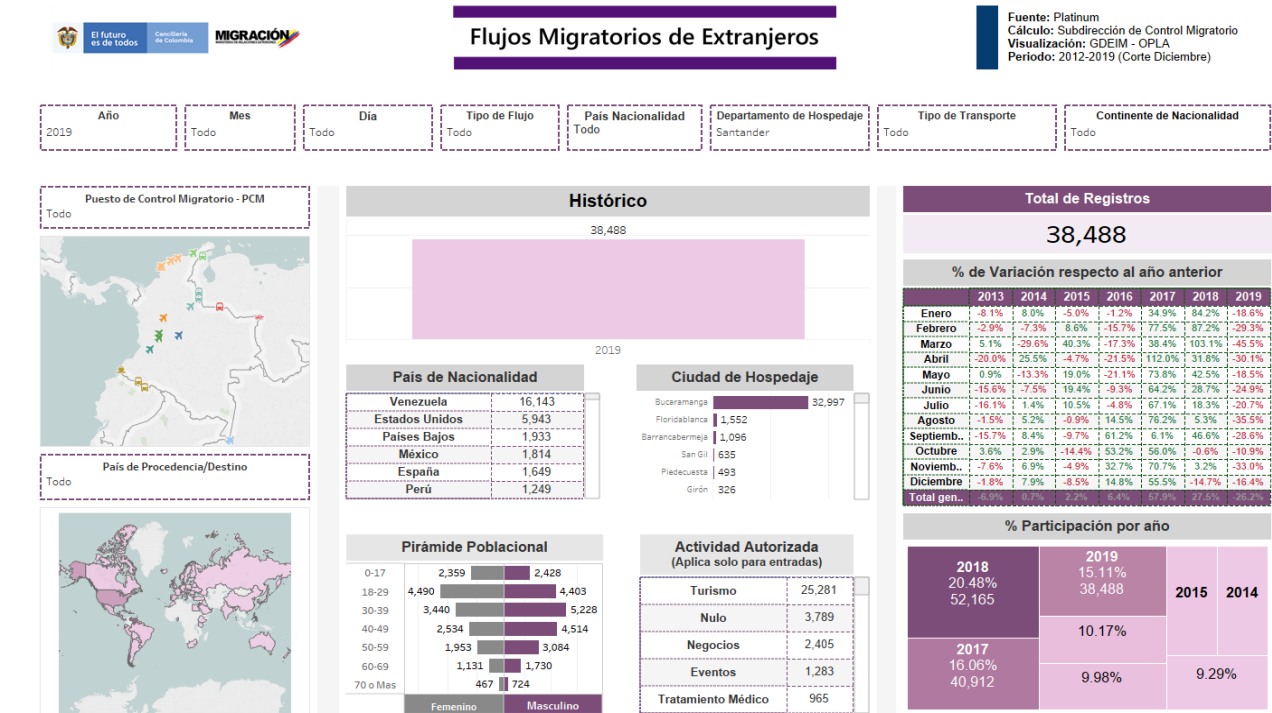 El futuro
es de todos
Cancillería
de Colombia
MIGRACIÓN
Flujos Migratorios de Extranjeros
Fuente: Platinum
Cálculo: Subdirección de Control Migratorio
Visualización: GDEIM - OPLA
Periodo: 2012-2019 (Corte Diciembre)
Año
2019
Mes
Todo
Día
Todo
Tipo de Flujo
Todo
País Nacionalidad
Todo
Departamento de Hospedaje
Santander
Tipo de Transporte
Todo
Continente de Nacionalidad
Todo
Puesto de Control Migratorio - PCM
Todo
País de Procedencia/Destino
Todo
Histórico
38,488
2019
País de Nacionalidad
Venezuela 16,143
Estados Unidos 5,943
Países Bajos 1,933
México 1,814
España 1,649
Perú 1,249
Ciudad de Hospedaje
Bucaramanga 32,997
Floridablanca 1,552
Barrancabermeja 1,096
San Gil 635
Piedecuesta 493
Girón 326
Pirámide Poblacional
0-17 2,359 2,428
18-29 4,490 4,403
30-39 3,440 5,228
40-49 2,534 4,514
50-59 1,953 3,084
60-69 1,131 1,730
70 o Mas 467 724
Femenino Masculino
Actividad Autorizada
(Aplica solo para entradas)
Turismo 25,281
Nulo 3,789
Negocios 2,405
Eventos 1,283
Tratamiento Médico 965
Total de Registros
38,488
% de Variación respecto al año anterior
2013 2014 2015 2016 2017 2018 2019
Enero -8.1% 8.0% -5.0% -1.2% 34.9% 84.2% -18.6%
Febrero -2.9% -7.3% 8.6% -15.7% 77.5% 87.2% -29.3%
Marzo 5.1% -29.6% 40.3% -17.3% 38.4% 103.1% -45.5%
Abril -20.0% 25.5% -4.7% -21.5% 112.0% 31.8% -30.1%
Mayo 0.9% -13.3% 19.0% -21.1% 73.8% 42.5% -18.5%
Junio -15.6% -7.5% 19.4% -9.3% 64.2% 28.7% -24.9%
Julio -16.1% 1.4% 10.5% -4.8% 67.1% 18.3% -20.7%
Agosto -1.5% 5.2% -0.9% 14.5% 76.2% 5.3% -35.5%
Septiemb.. -15.7% 8.4% -9.7% 61.2% 6.1% 46.6% -28.6%
Octubre 3.6% 2.9% -14.4% 53.2% 56.0% -0.6% -10.9%
Noviemb.. -7.6% 6.9% -4.9% 32.7% 70.7% 3.2% -33.0%
Diciembre -1.8% 7.9% -8.5% 14.8% 55.5% -14.7% -16.4%
Total gen.. -6.9% 0.7% 2.2% 6.4% 57.9% 27.5% -26.2%
% Participación por año
2018
20.48%
52,165
2017
16.06%
40,912
2019
15.11%
38,488
10.17%
9.98%
2015
2014
9.29%